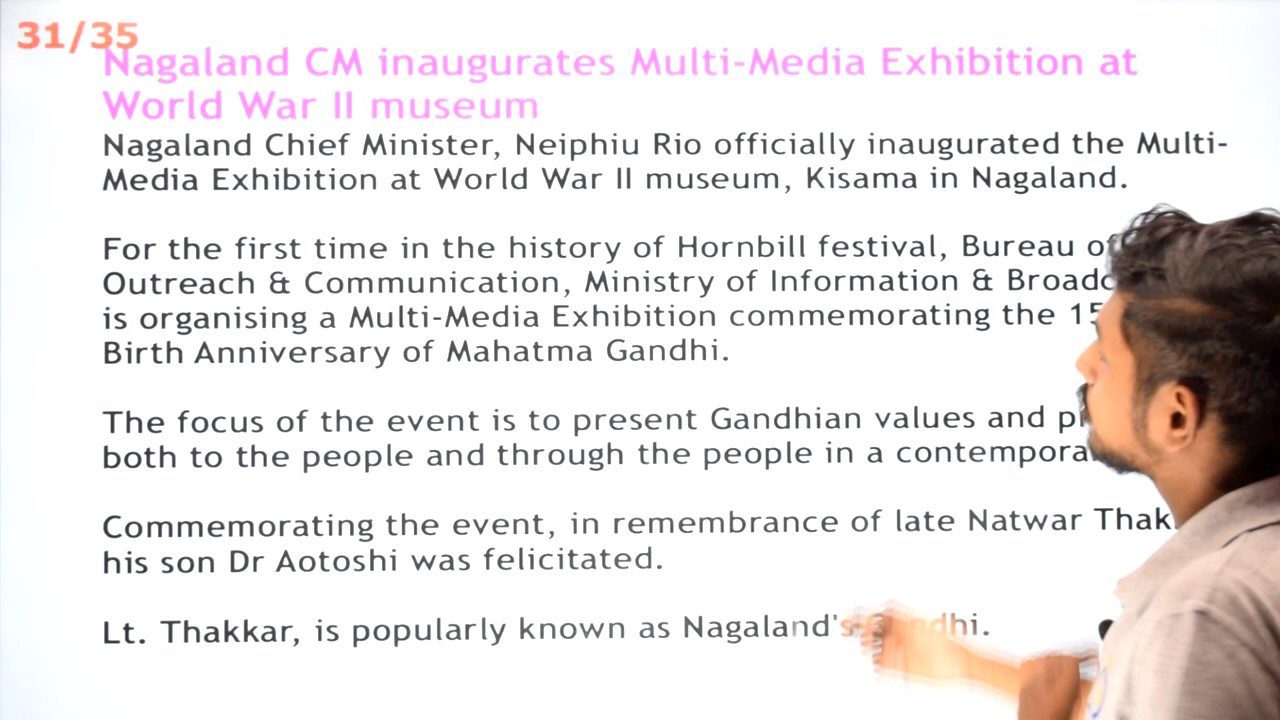 31/35
Nagaland CM inaugurates Multi-Media Exhibition at
World War II museum
Nagaland Chief Minister, Neiphiu Rio officially inaugurated the Multi-
Media Exhibition at World War II museum, Kisama in Nagaland.
For the first time in the history of Hornbill festival, Bureau of
Outreach & Communication, Ministry of Information &
is organising a Multi-Media Exhibition commemorating the
Birth Anniversary of Mahatma Gandhi.
The focus of the event is to present Gandhian values and
both to the people and through the people in a
Commemorating the event, in remembrance of late Natwar
his son Dr Aotoshi was felicitated.
Lt. Thakkar, is popularly known as Nagaland's Gandhi.